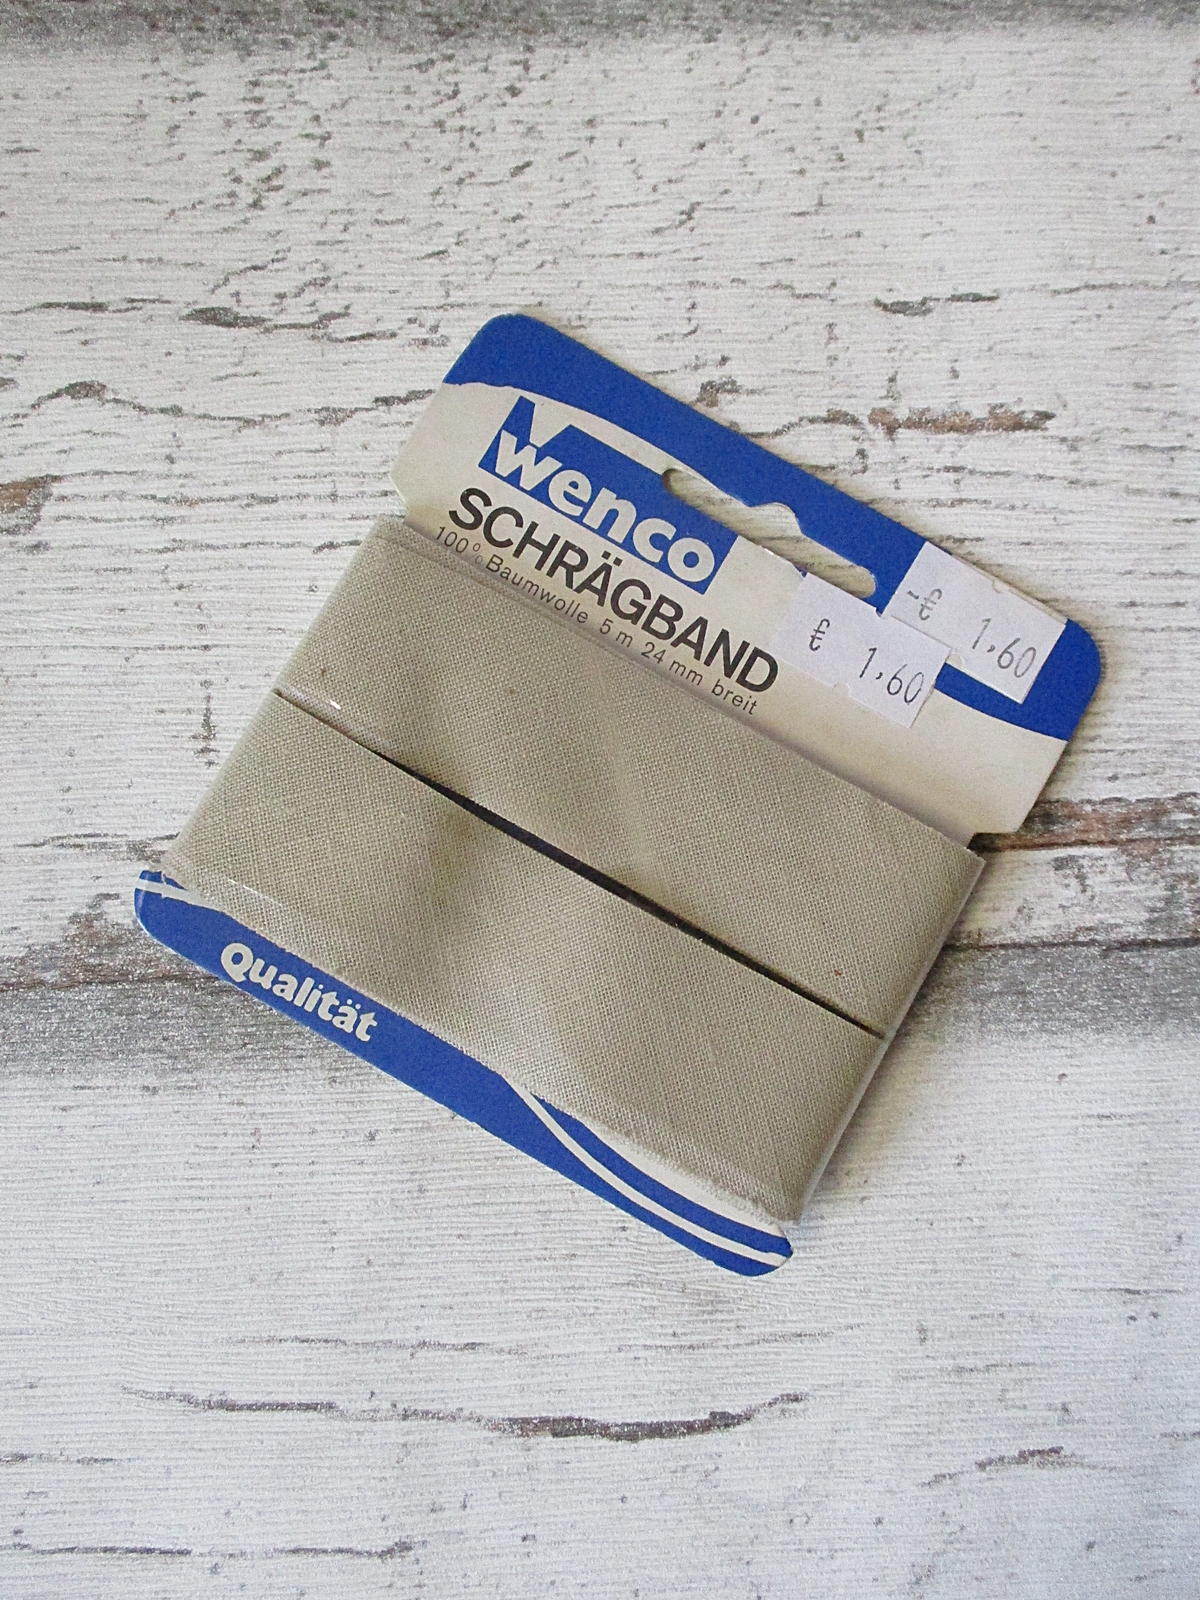 wenco
SCHRÄGBAND
100% Baumwolle 5 m 24 mm breit
€ 1,60
-€ 1,60
Qualität